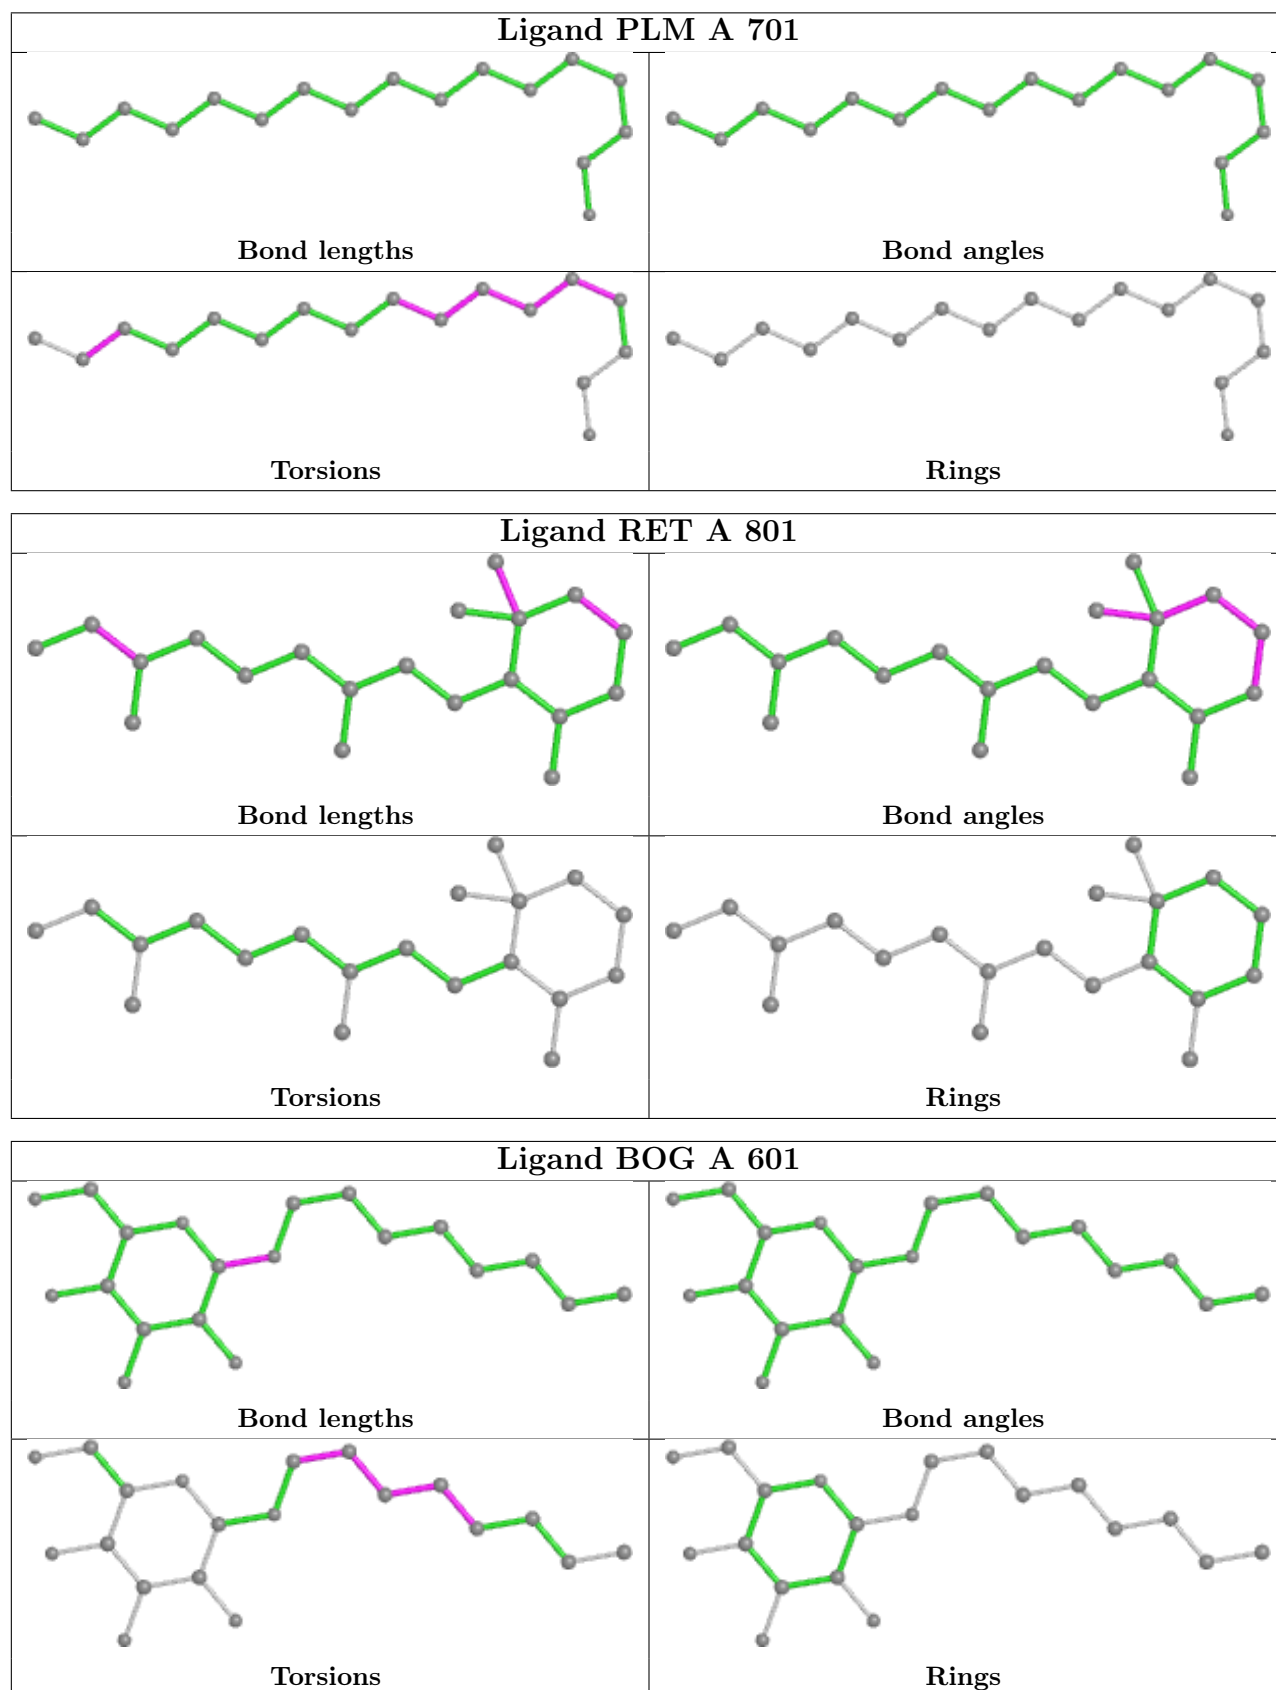 Ligand PLM A 701
Bond lengths
Bond angles
Torsions
Rings
Ligand RET A 801
Bond lengths
Bond angles
Torsions
Rings
Ligand BOG A 601
Bond lengths
Bond angles
Torsions
Rings